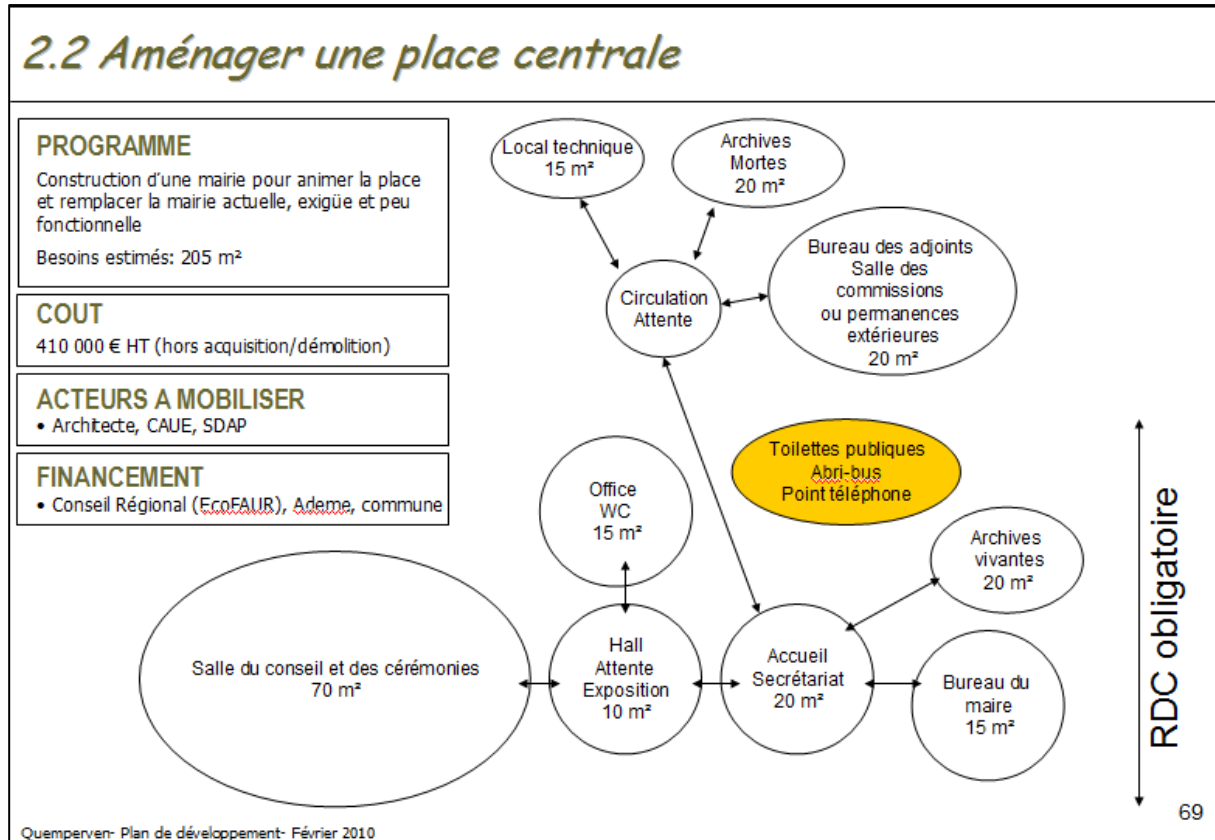 2.2 Aménager une place centrale
PROGRAMME
Construction d'une mairie pour animer la place
et remplacer la mairie actuelle, exigüe et peu
fonctionnelle
Besoins estimés: 205 m²
COUT
410 000 € HT (hors acquisition/démolition)
ACTEURS A MOBILISER
• Architecte, CAUE, SDAP
FINANCEMENT
• Conseil Régional (EcoFAUR), Ademe, commune
Local technique
15 m²
Archives
Mortes
20 m²
Circulation
Attente
Bureau des adjoints
Salle des
commissions
ou permanences
extérieures
20 m²
Toilettes publiques
Abri-bus
Point téléphone
Office
WC
15 m²
Archives
vivantes
20 m²
Salle du conseil et des cérémonies
70 m²
Hall
Attente
Exposition
10 m²
Accueil
Secrétariat
20 m²
Bureau du
maire
15 m²
RDC obligatoire
69
Quemperven- Plan de développement- Février 2010